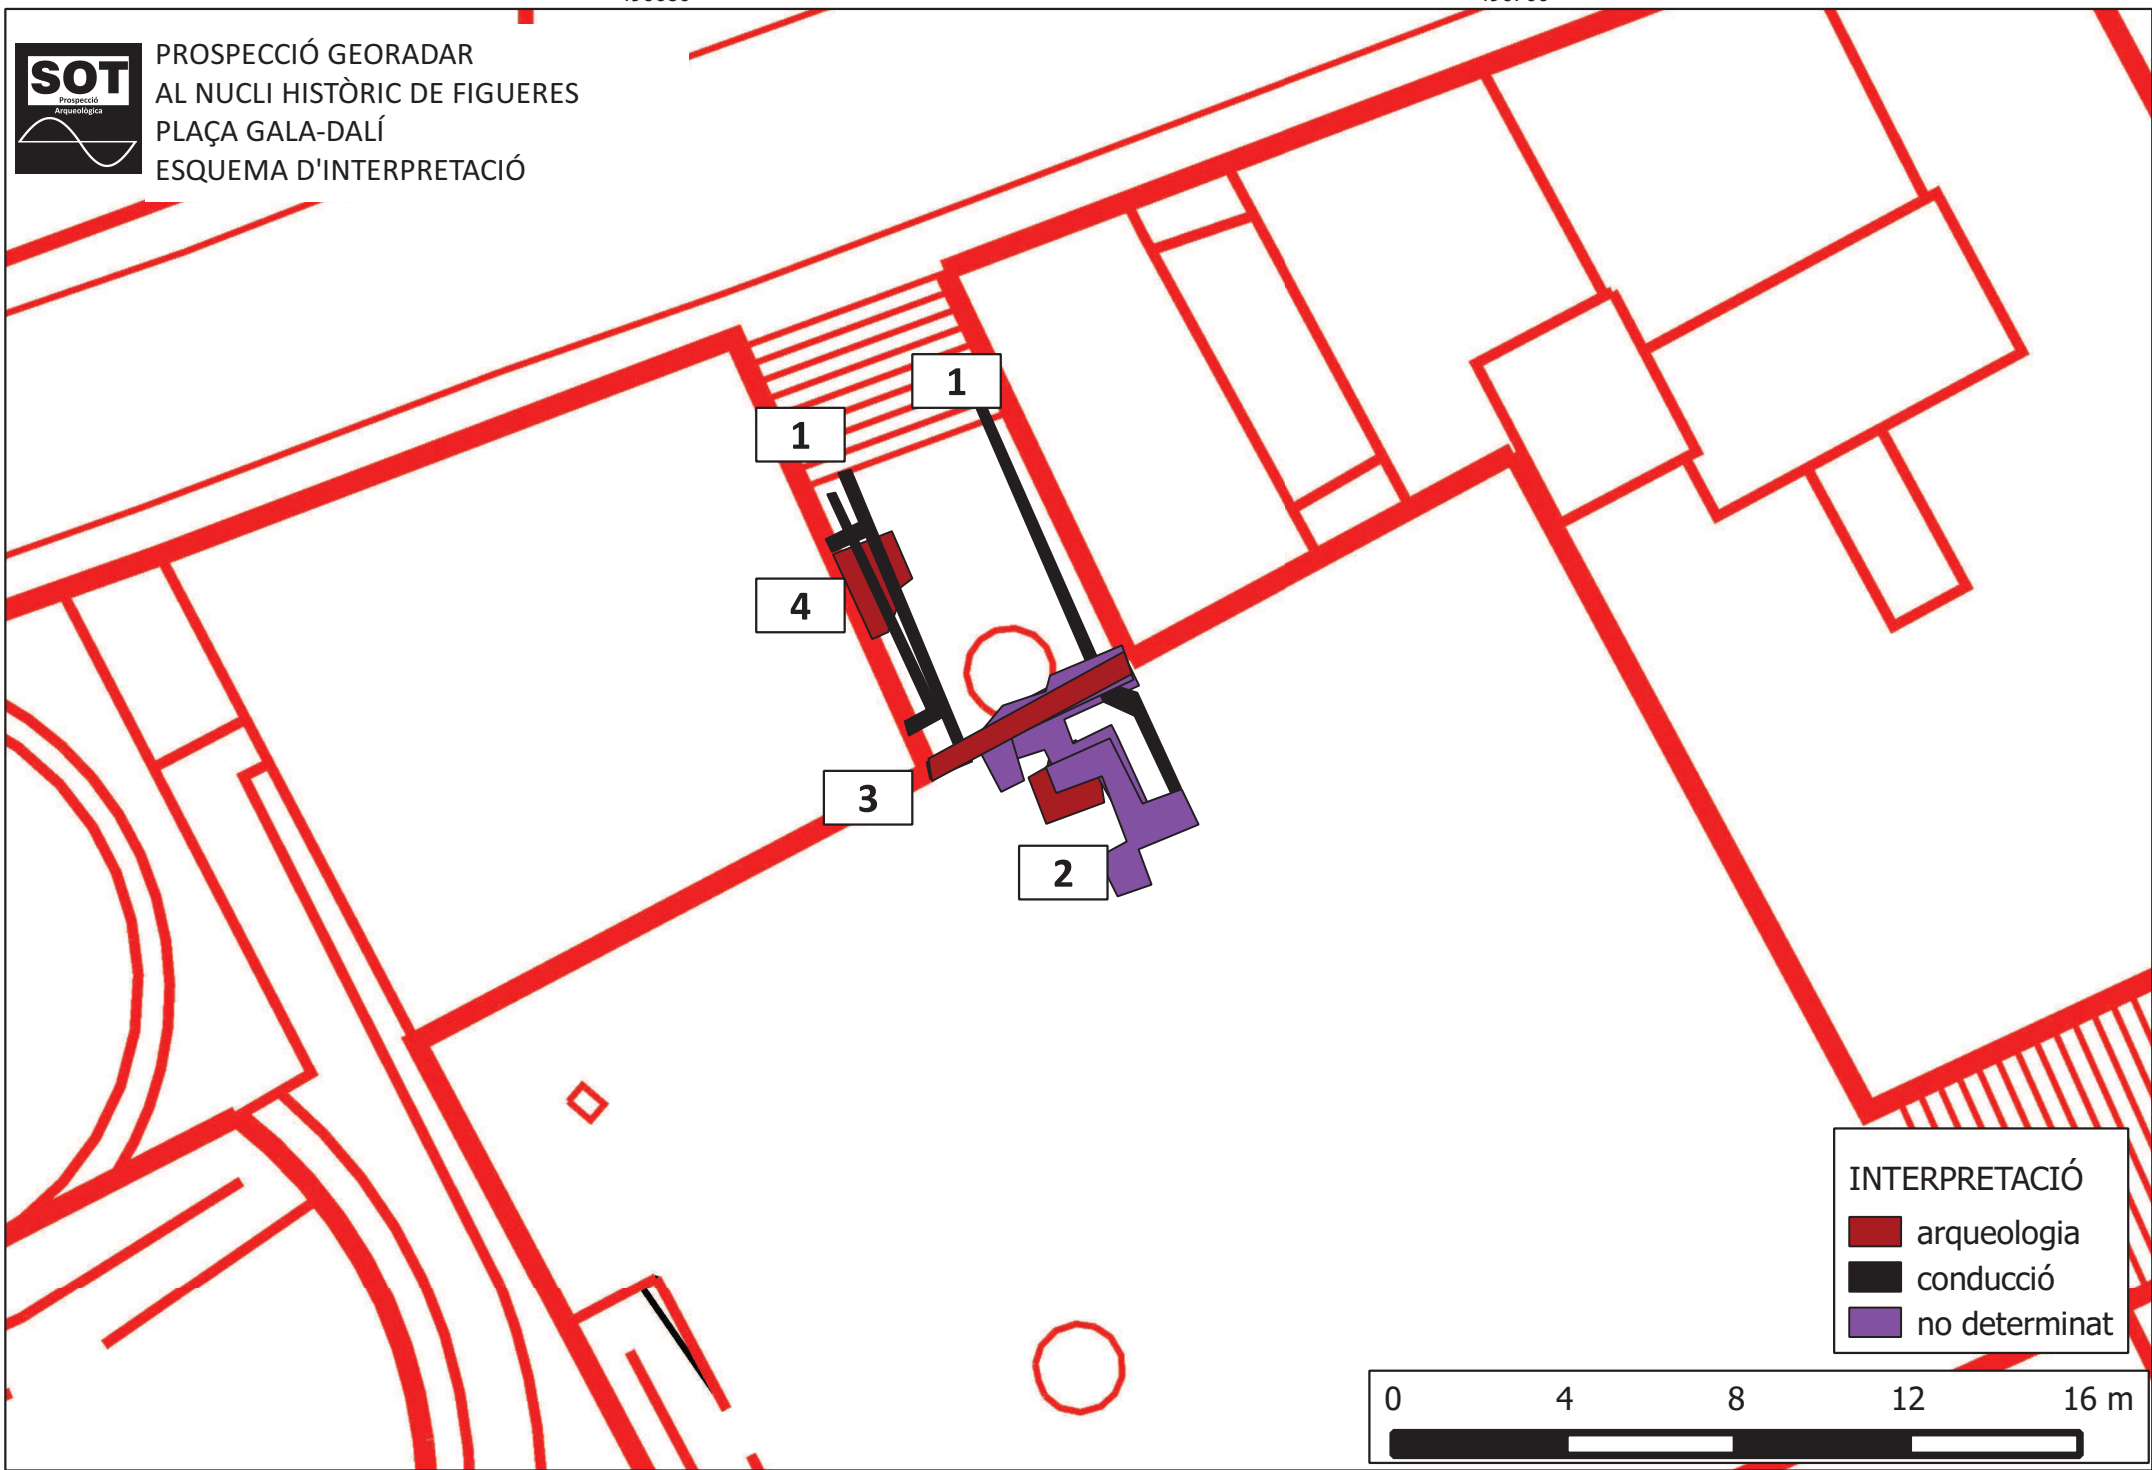 SOT
Prospecció
Arqueològica
PROSPECCIÓ GEORADAR
AL NUCLI HISTÒRIC DE FIGUERES
PLAÇA GALA-DALÍ
ESQUEMA D'INTERPRETACIÓ
1
1
4
3
2
INTERPRETACIÓ
arqueologia
conducció
no determinat
0 4 8 12 16 m